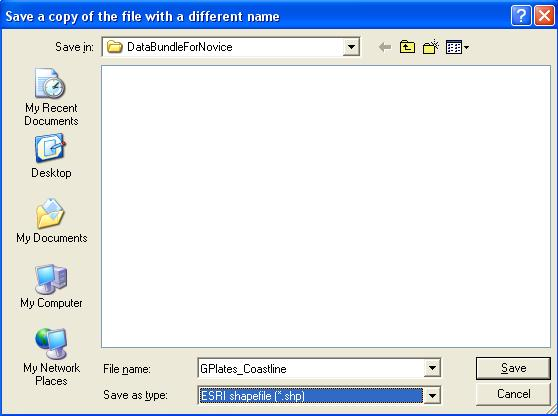 Save a copy of the file with a different name
Save in: DataBundleForNovice
My Recent
Documents
Desktop
My Documents
My Computer
My Network
Places
File name: GPlates_Coastline Save
Save as type: ESRI shapefile (*.shp) Cancel